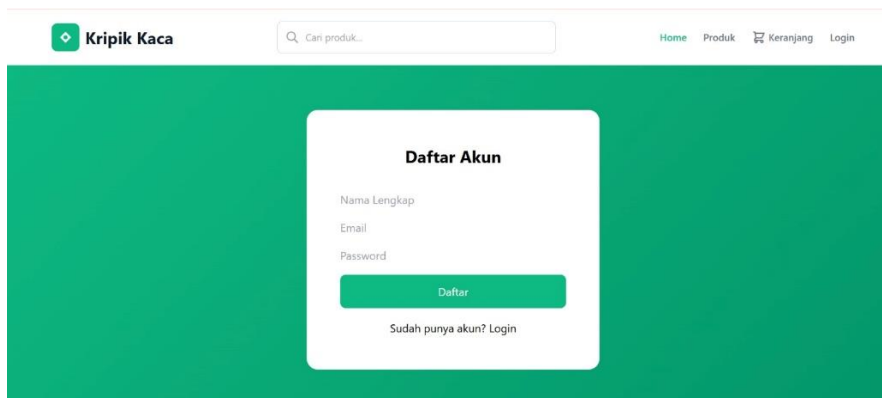 Kripik Kaca
Cari produk...
Home Produk Keranjang Login
Daftar Akun
Nama Lengkap
Email
Password
Daftar
Sudah punya akun? Login